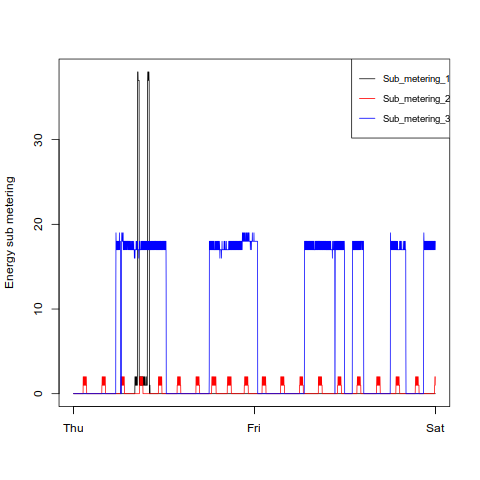 Sub_metering_1
Sub_metering_2
Sub_metering_3
Energy sub metering
30
20
10
0
Thu Fri Sat